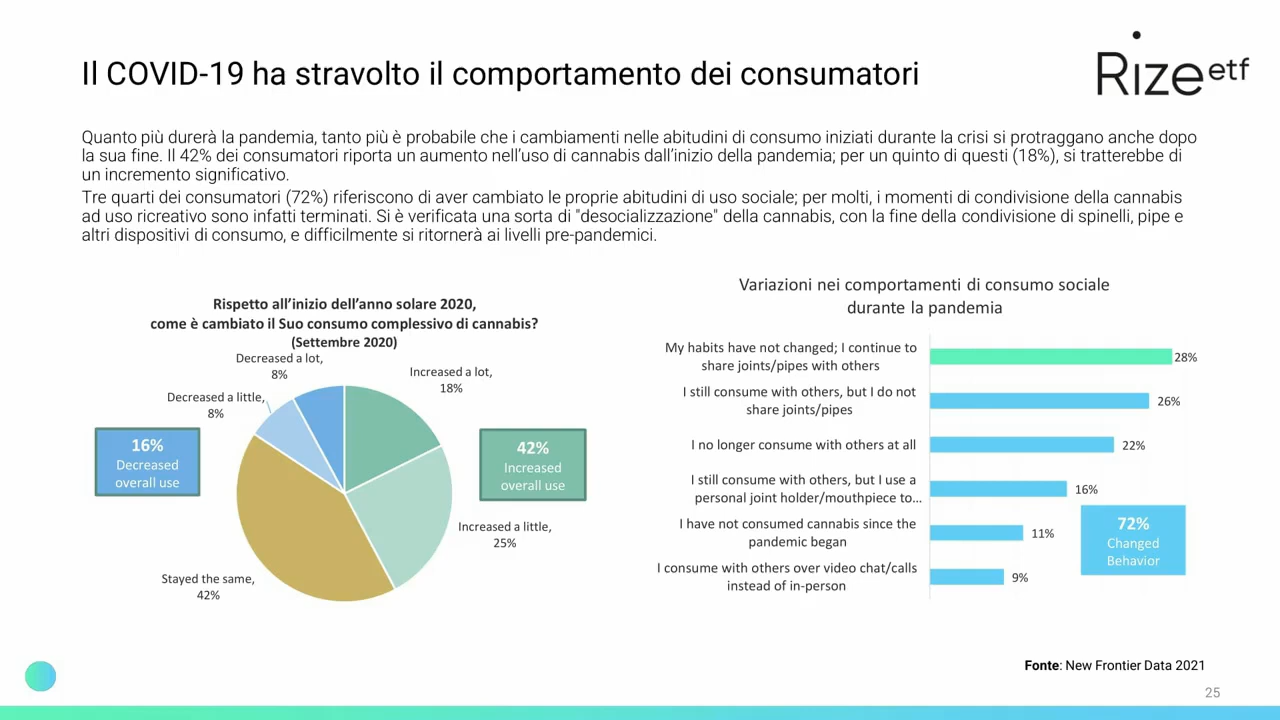 Il COVID-19 ha stravolto il comportamento dei consumatori
Rize etf
Quanto più durerà la pandemia, tanto più è probabile che i cambiamenti nelle abitudini di consumo iniziati durante la crisi si protraggano anche dopo
la sua fine. Il 42% dei consumatori riporta un aumento nell'uso di cannabis dall'inizio della pandemia; per un quinto di questi (18%), si tratterebbe di
un incremento significativo.
Tre quarti dei consumatori (72%) riferiscono di aver cambiato le proprie abitudini di uso sociale; per molti, i momenti di condivisione della cannabis
ad uso ricreativo sono infatti terminati. Si è verificata una sorta di "desocializzazione" della cannabis, con la fine della condivisione di spinelli, pipe e
altri dispositivi di consumo, e difficilmente si ritornerà ai livelli pre-pandemici.
Rispetto all'inizio dell'anno solare 2020,
come è cambiato il Suo consumo complessivo di cannabis?
(Settembre 2020)
Decreased a lot,
8%
Increased a lot,
18%
Decreased a little,
8%
16%
Decreased
overall use
42%
Increased
overall use
Increased a little,
25%
Stayed the same,
42%
Variazioni nei comportamenti di consumo sociale
durante la pandemia
My habits have not changed; I continue to
share joints/pipes with others
28%
I still consume with others, but I do not
share joints/pipes
26%
I no longer consume with others at all
22%
I still consume with others, but I use a
personal joint holder/mouthpiece to...
16%
I have not consumed cannabis since the
pandemic began
11%
I consume with others over video chat/calls
instead of in-person
9%
72%
Changed
Behavior
Fonte: New Frontier Data 2021
25